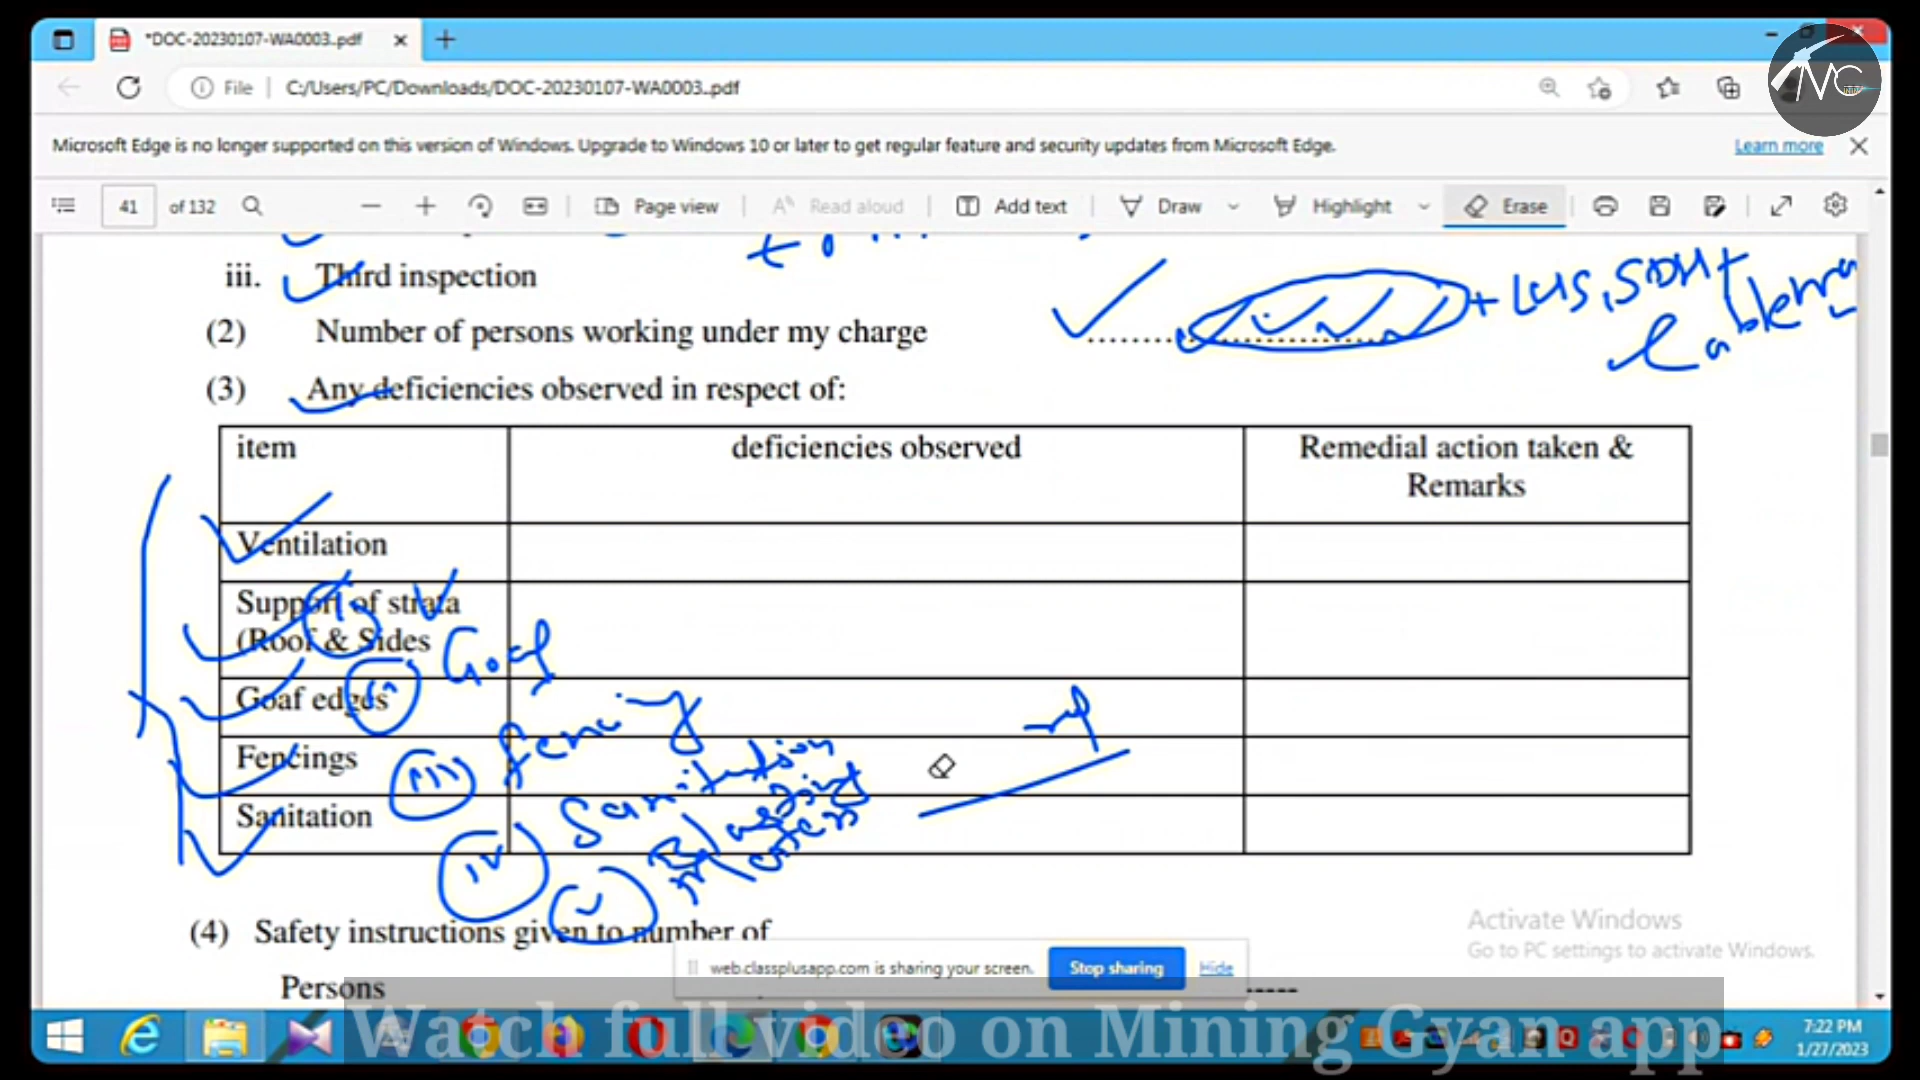 *DOC-20230107-WA0003..pdf
File | C:/Users/PC/Downloads/DOC-20230107-WA0003..pdf
MC
Microsoft Edge is no longer supported on this version of Windows. Upgrade to Windows 10 or later to get regular feature and security updates from Microsoft Edge.
Learn more
41 of 132
Page view
Read aloud
Add text
Draw
Highlight
Erase
iii. Third inspection
(2) Number of persons working under my charge ..........
(3) Any deficiencies observed in respect of:
item deficiencies observed Remedial action taken &
Remarks
Ventilation
Support of strata
(Roof & Sides
Goaf edges
Fencings
Sanitation
(i) V
(ii) Goaf
(iii) fencing
(iv) Sanitation
(v)
(4) Safety instructions given to number of
Persons
Activate Windows
Go to PC settings to activate Windows.
web.classplusapp.com is sharing your screen. Stop sharing Hide
Watch full video on Mining Gyan app
7:22 PM
1/27/2023